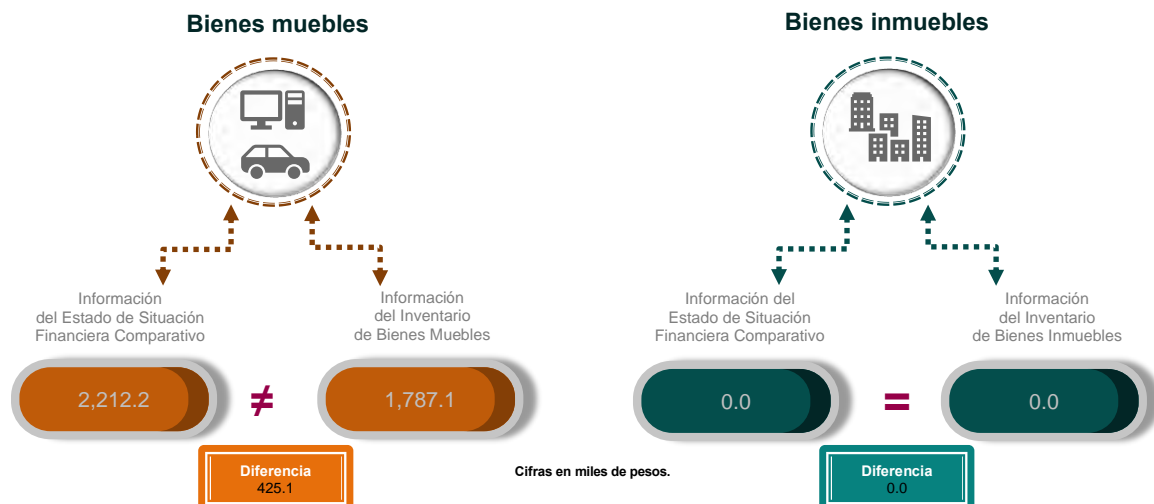 Bienes muebles
Información
del Estado de Situación
Financiera Comparativo
Información
del Inventario
de Bienes Muebles
2,212.2
≠
1,787.1
Diferencia
425.1
Cifras en miles de pesos.
Bienes inmuebles
Información del
Estado de Situación
Financiera Comparativo
Información
del Inventario
de Bienes Inmuebles
0.0
=
0.0
Diferencia
0.0